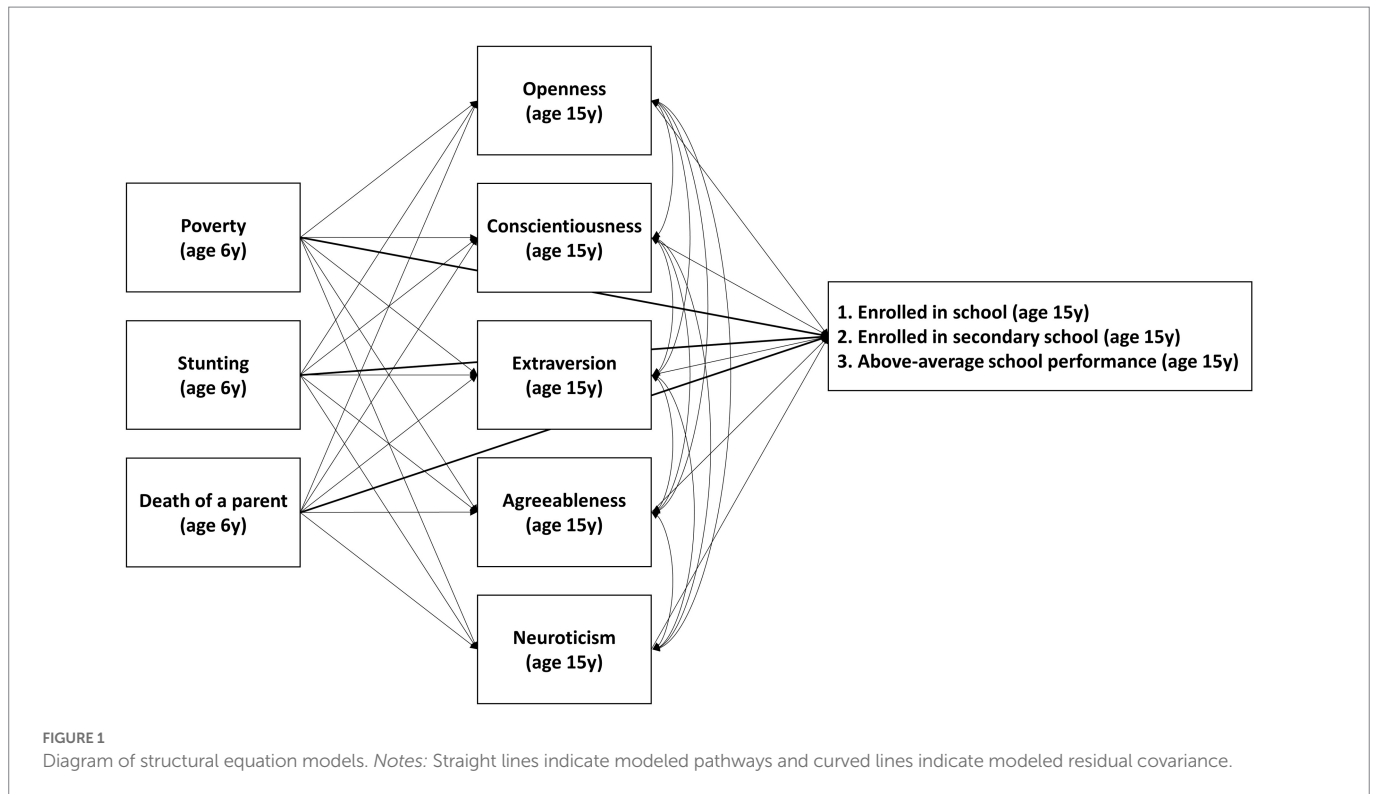 Openness
(age 15y)
Poverty
(age 6y)
Conscientiousness
(age 15y)
Stunting
(age 6y)
Extraversion
(age 15y)
1. Enrolled in school (age 15y)
2. Enrolled in secondary school (age 15y)
3. Above-average school performance (age 15y)
Death of a parent
(age 6y)
Agreeableness
(age 15y)
Neuroticism
(age 15y)
FIGURE 1
Diagram of structural equation models. Notes: Straight lines indicate modeled pathways and curved lines indicate modeled residual covariance.